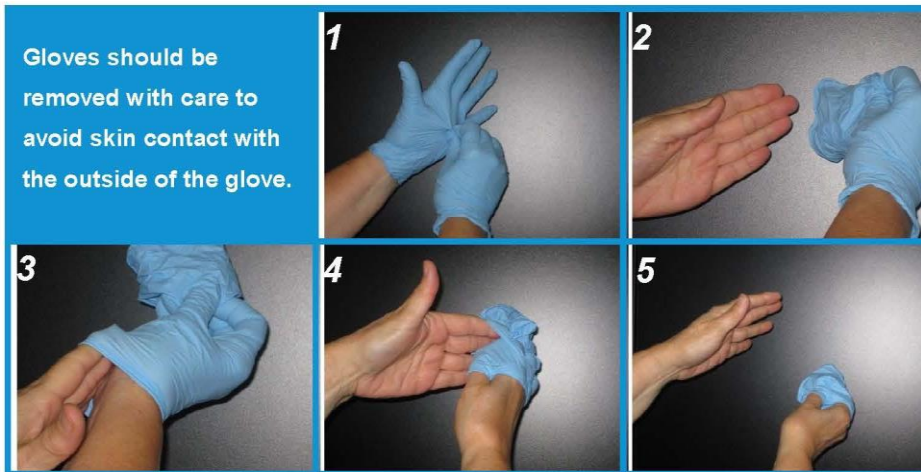 Gloves should be
removed with care to
avoid skin contact with
the outside of the glove.
1
2
3
4
5